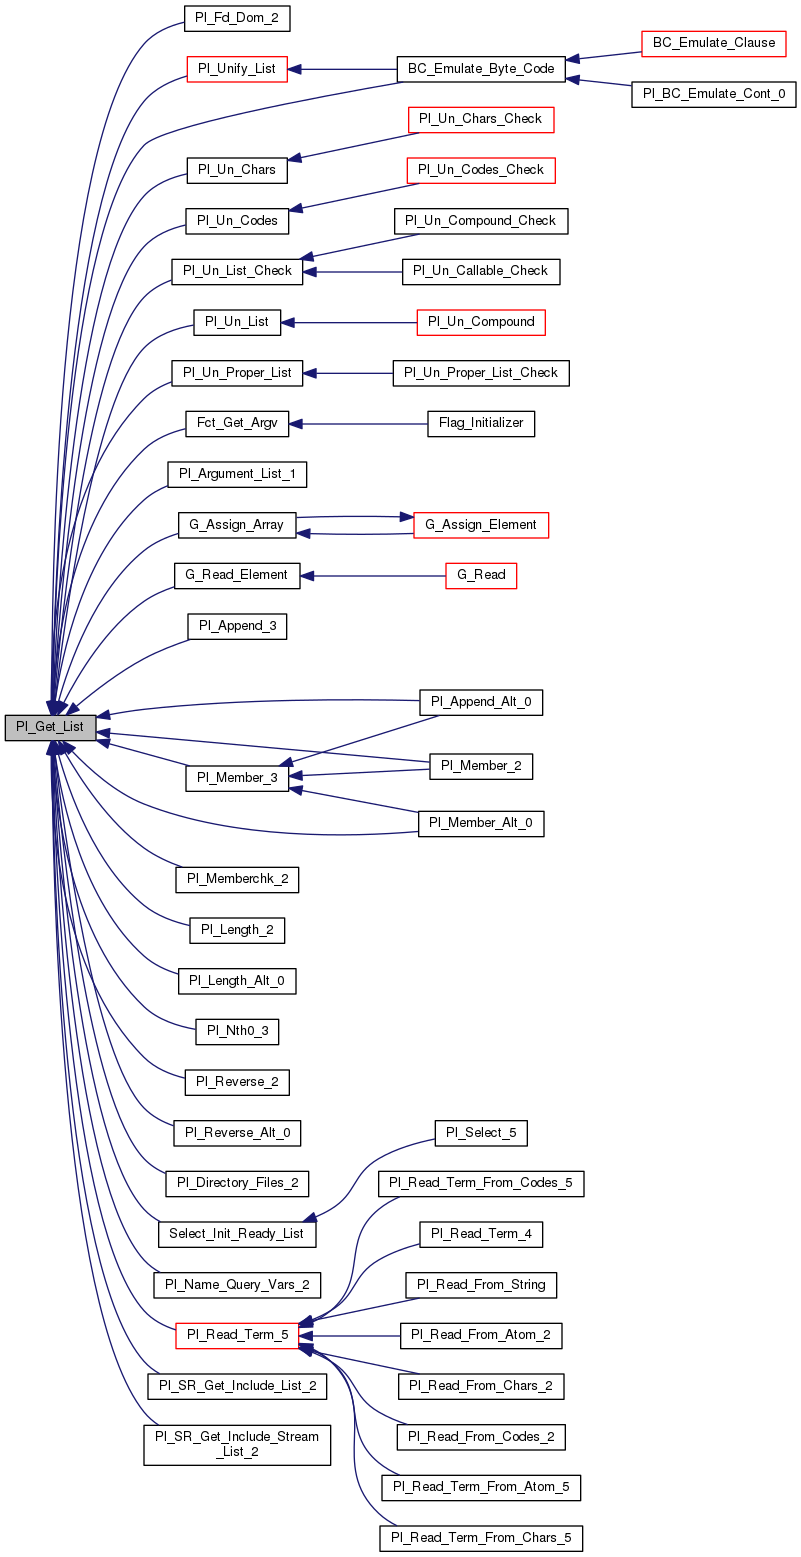 Pl_Fd_Dom_2
BC_Emulate_Clause
Pl_Unify_List
BC_Emulate_Byte_Code
Pl_BC_Emulate_Cont_0
Pl_Un_Chars_Check
Pl_Un_Chars
Pl_Un_Codes_Check
Pl_Un_Codes
Pl_Un_Compound_Check
Pl_Un_List_Check
Pl_Un_Callable_Check
Pl_Un_List
Pl_Un_Compound
Pl_Un_Proper_List
Pl_Un_Proper_List_Check
Fct_Get_Argv
Flag_Initializer
Pl_Argument_List_1
G_Assign_Array
G_Assign_Element
G_Read_Element
G_Read
Pl_Append_3
Pl_Append_Alt_0
Pl_Get_List
Pl_Member_3
Pl_Member_2
Pl_Member_Alt_0
Pl_Memberchk_2
Pl_Length_2
Pl_Length_Alt_0
Pl_Nth0_3
Pl_Reverse_2
Pl_Reverse_Alt_0
Pl_Select_5
Pl_Directory_Files_2
Pl_Read_Term_From_Codes_5
Select_Init_Ready_List
Pl_Read_Term_4
Pl_Name_Query_Vars_2
Pl_Read_From_String
Pl_Read_Term_5
Pl_Read_From_Atom_2
Pl_SR_Get_Include_List_2
Pl_Read_From_Chars_2
Pl_SR_Get_Include_Stream
_List_2
Pl_Read_From_Codes_2
Pl_Read_Term_From_Atom_5
Pl_Read_Term_From_Chars_5